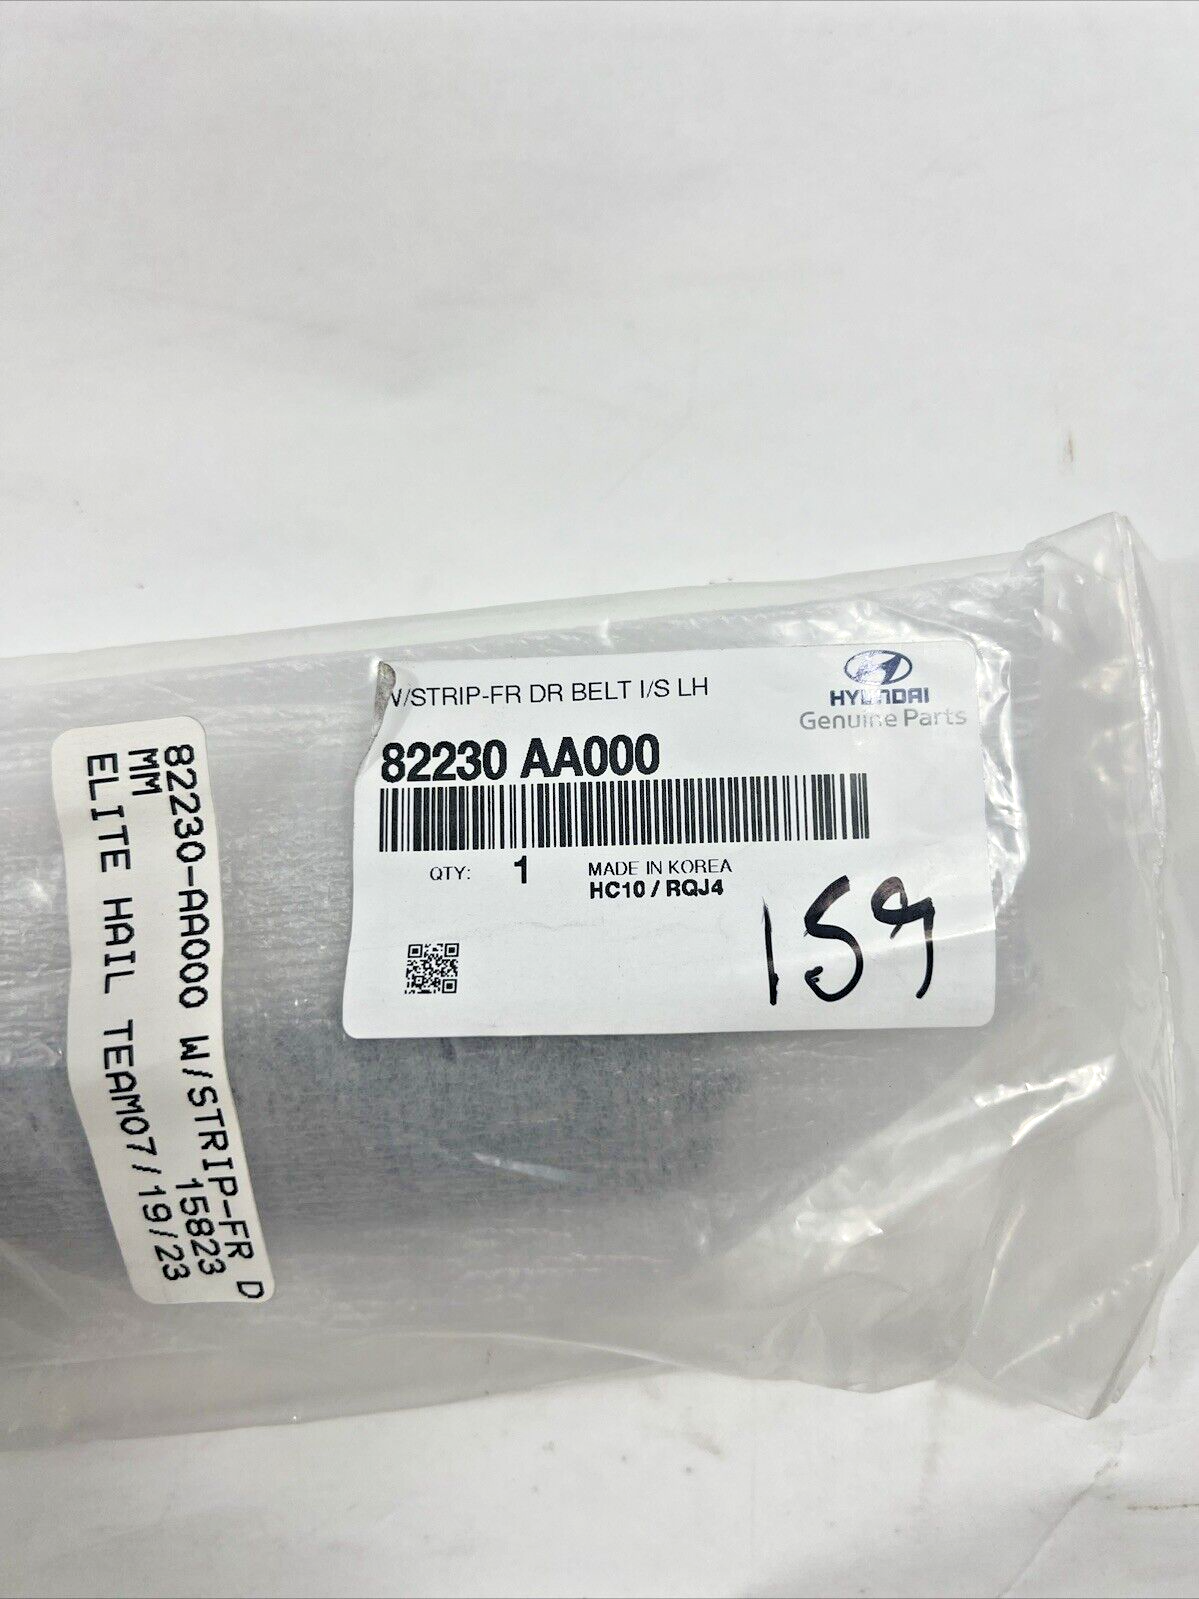 W/STRIP-FR DR BELT I/S LH
HYUNDAI
Genuine Parts
82230 AA000
QTY: 1 MADE IN KOREA
HC10 / RQJ4
159
82230-AA000 W/STRIP-FR D
MM 15823
ELITE HAIL TEAM07/19/23